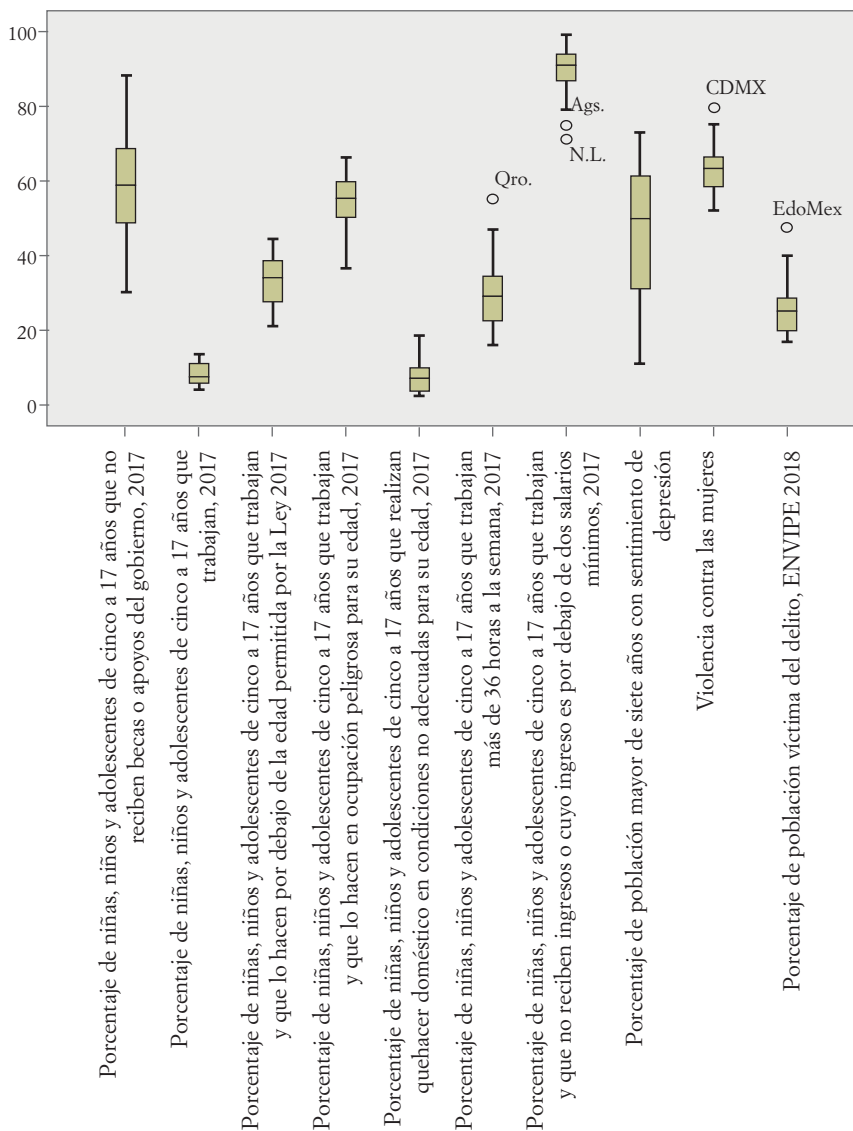 100
80
60
40
20
0
Ags.
N.L.
Qro.
CDMX
EdoMex
Porcentaje de niñas, niños y adolescentes de cinco a 17 años que no
reciben becas o apoyos del gobierno, 2017
Porcentaje de niñas, niños y adolescentes de cinco a 17 años que
trabajan, 2017
Porcentaje de niñas, niños y adolescentes de cinco a 17 años que trabajan
y que lo hacen por debajo de la edad permitida por la Ley 2017
Porcentaje de niñas, niños y adolescentes de cinco a 17 años que trabajan
y que lo hacen en ocupación peligrosa para su edad, 2017
Porcentaje de niñas, niños y adolescentes de cinco a 17 años que realizan
quehacer doméstico en condiciones no adecuadas para su edad, 2017
Porcentaje de niñas, niños y adolescentes de cinco a 17 años que trabajan
más de 36 horas a la semana, 2017
Porcentaje de niñas, niños y adolescentes de cinco a 17 años que trabajan
y que no reciben ingresos o cuyo ingreso es por debajo de dos salarios
mínimos, 2017
Porcentaje de población mayor de siete años con sentimiento de
depresión
Violencia contra las mujeres
Porcentaje de población víctima del delito, ENVIPE 2018